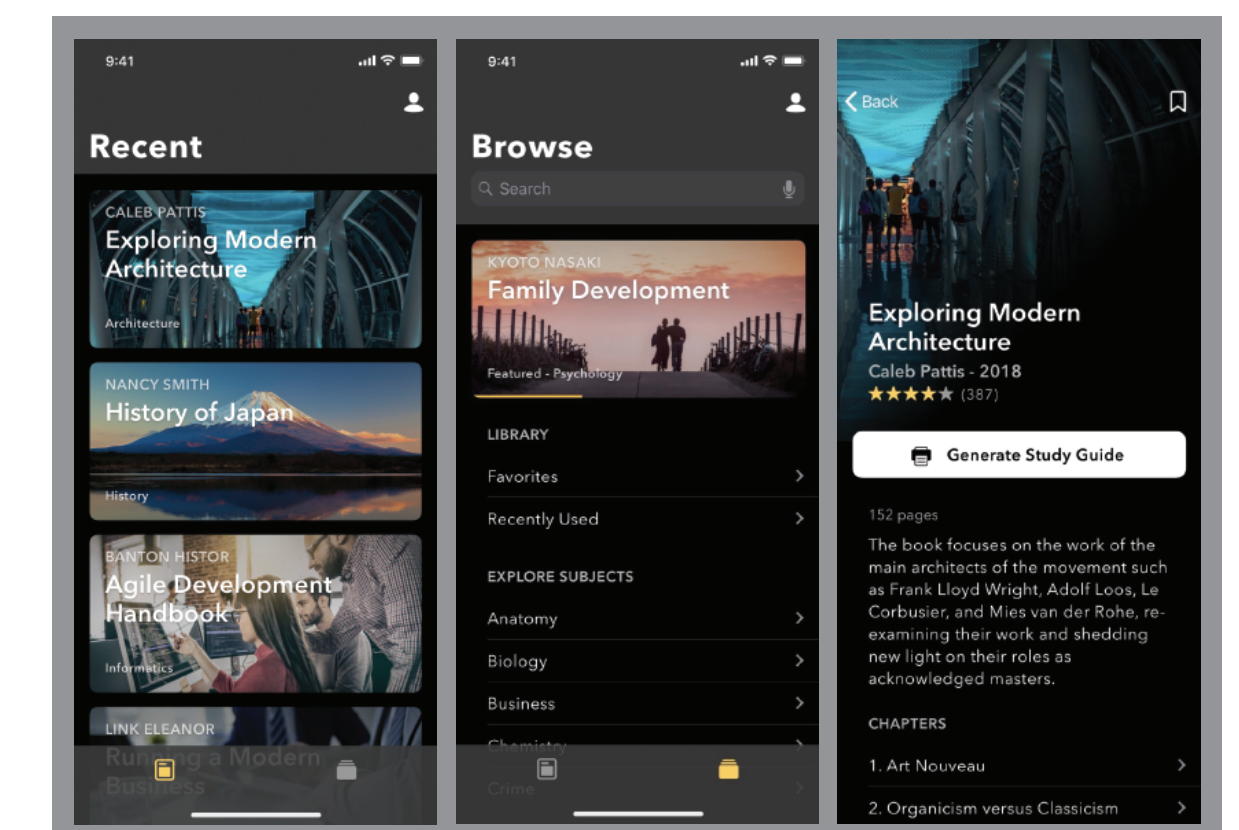 9:41
Recent
CALEB PATTIS
Exploring Modern
Architecture
Architecture
NANCY SMITH
History of Japan
History
BANTON HISTOR
Agile Development
Handbook
Informatics
LINK ELEANOR
Running a Modern
Business
9:41
Browse
Search
KYOTO NASAKI
Family Development
Featured - Psychology
LIBRARY
Favorites
Recently Used
EXPLORE SUBJECTS
Anatomy
Biology
Business
Chemistry
Crime
Back
Exploring Modern
Architecture
Caleb Pattis - 2018
(387)
Generate Study Guide
152 pages
The book focuses on the work of the
main architects of the movement such
as Frank Lloyd Wright, Adolf Loos, Le
Corbusier, and Mies van der Rohe, re-
examining their work and shedding
new light on their roles as
acknowledged masters.
CHAPTERS
1. Art Nouveau
2. Organicism versus Classicism